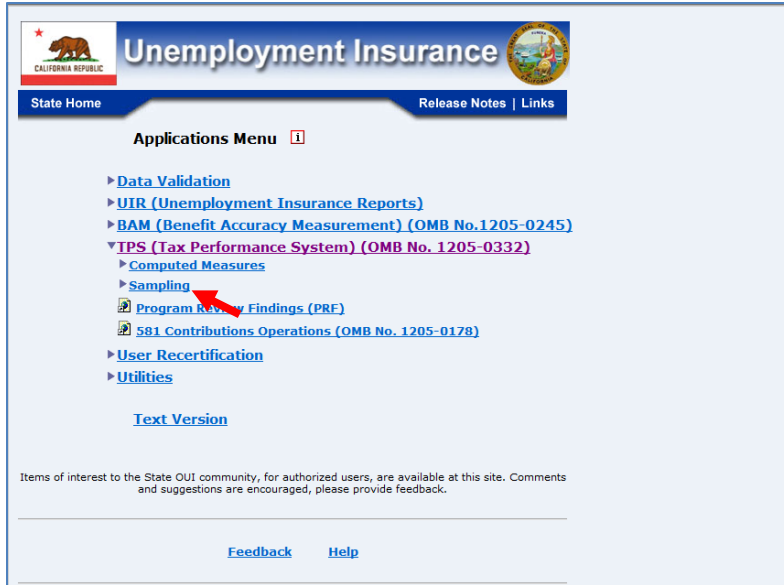 CALIFORNIA REPUBLIC
Unemployment Insurance
State Home
Release Notes | Links
Applications Menu
Data Validation
UIR (Unemployment Insurance Reports)
BAM (Benefit Accuracy Measurement) (OMB No.1205-0245)
TPS (Tax Performance System) (OMB No. 1205-0332)
Computed Measures
Sampling
Program Review Findings (PRF)
581 Contributions Operations (OMB No. 1205-0178)
User Recertification
Utilities
Text Version
Items of interest to the State OUI community, for authorized users, are available at this site. Comments
and suggestions are encouraged, please provide feedback.
Feedback Help